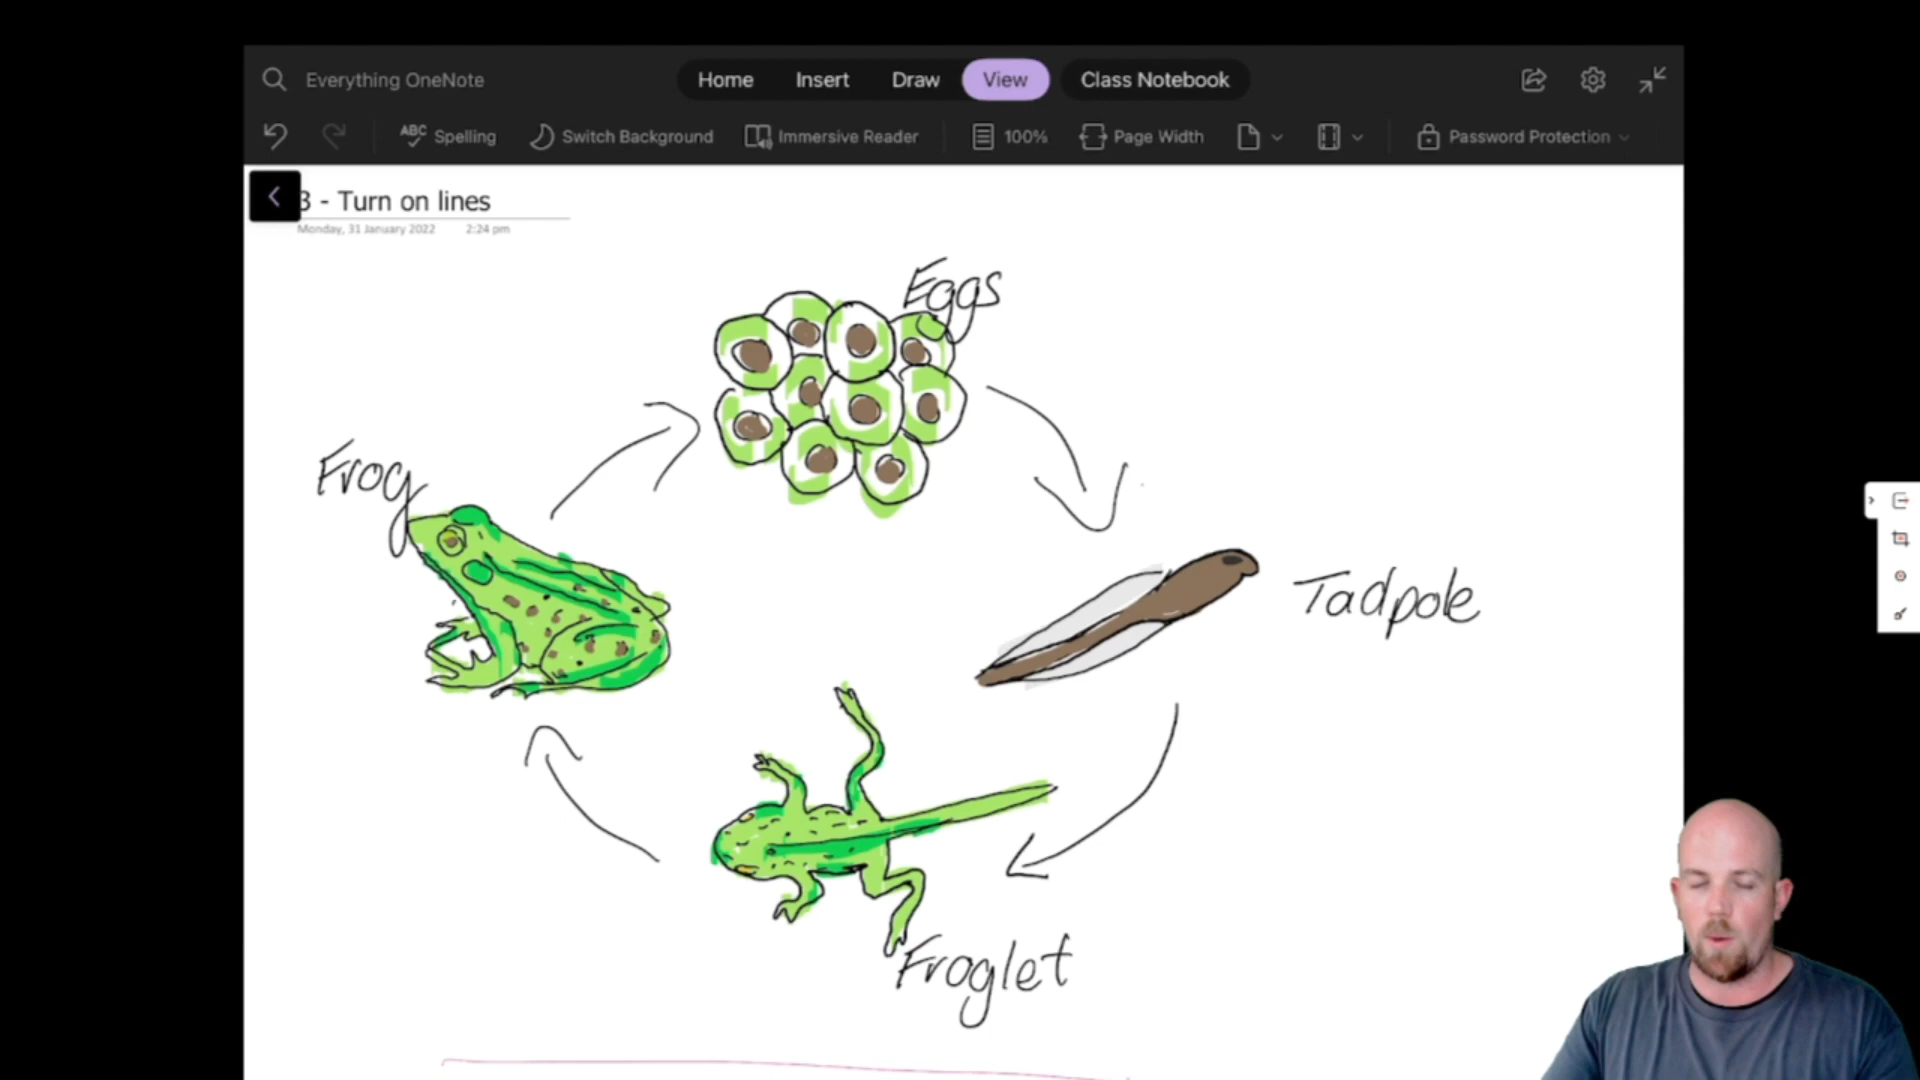 Everything OneNote
Home Insert Draw View Class Notebook
ABC Spelling Switch Background Immersive Reader 100% Page Width Password Protection
3 - Turn on lines
Monday, 31 January 2022 2:24 pm
Eggs
Frog
Tadpole
Froglet